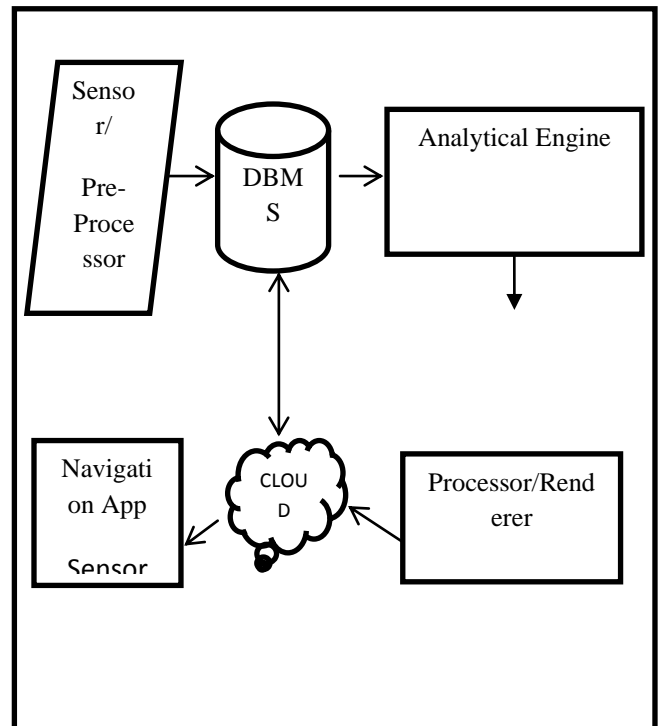 Senso
r/
Pre-
Proce
ssor
DBM
S
Analytical Engine
Navigati
on App
Sensor
CLOU
D
Processor/Rend
erer